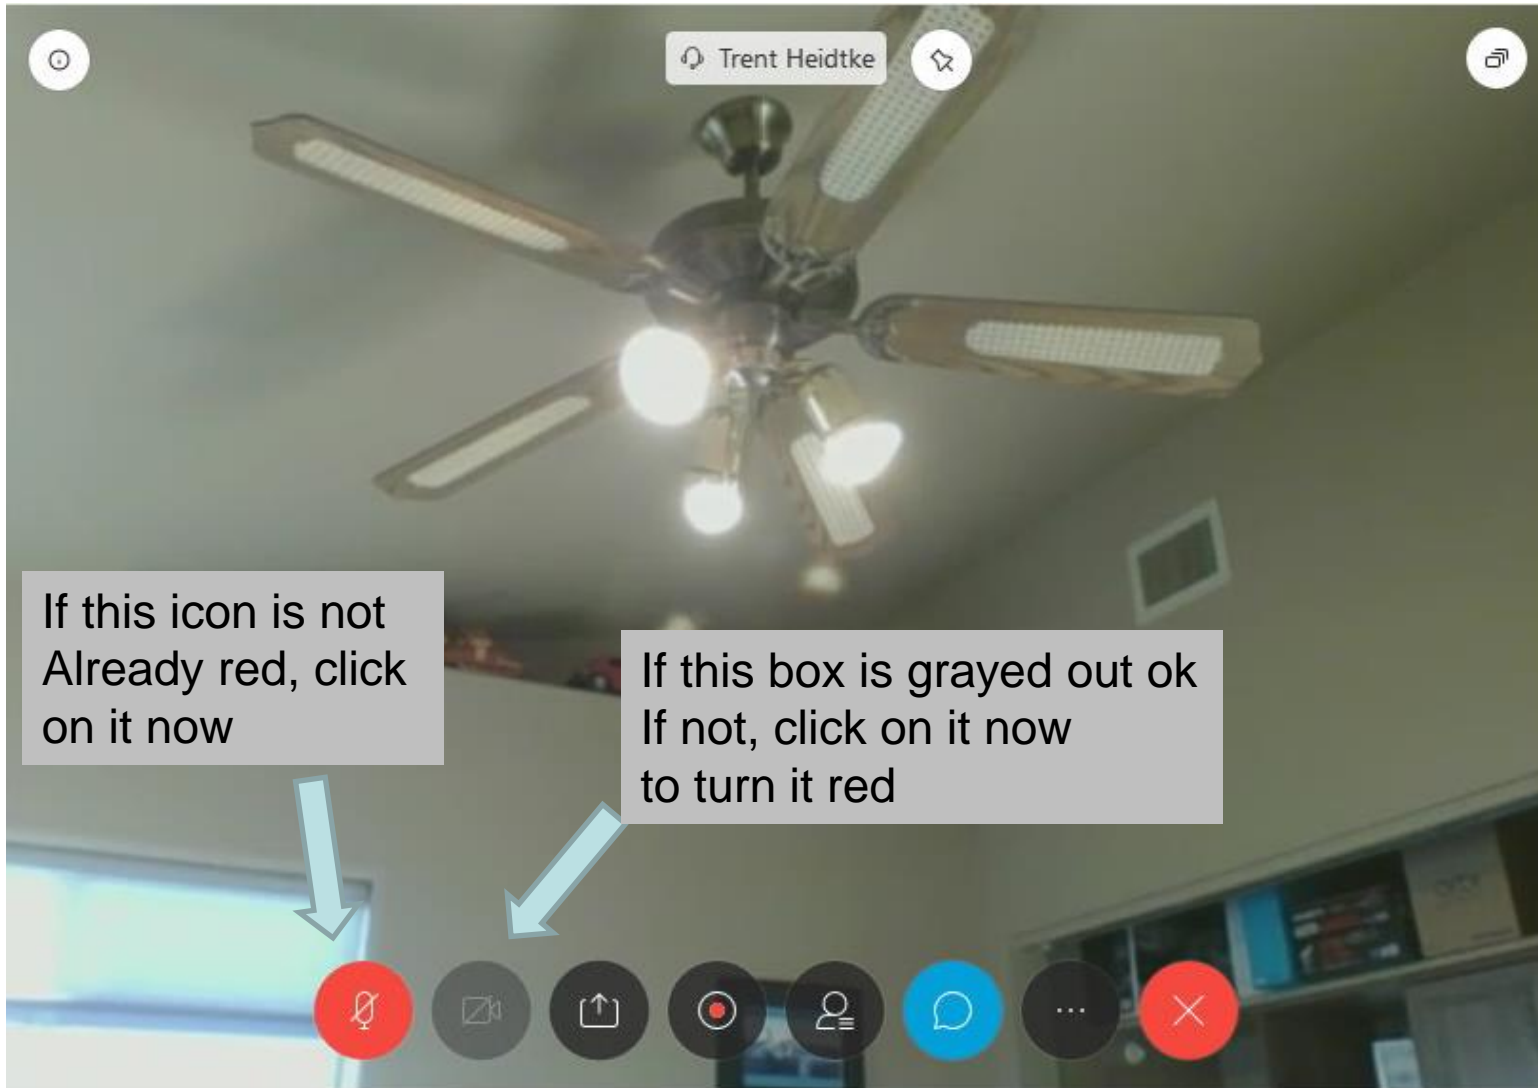 Trent Heidtke
If this icon is not
Already red, click
on it now
If this box is grayed out ok
If not, click on it now
to turn it red